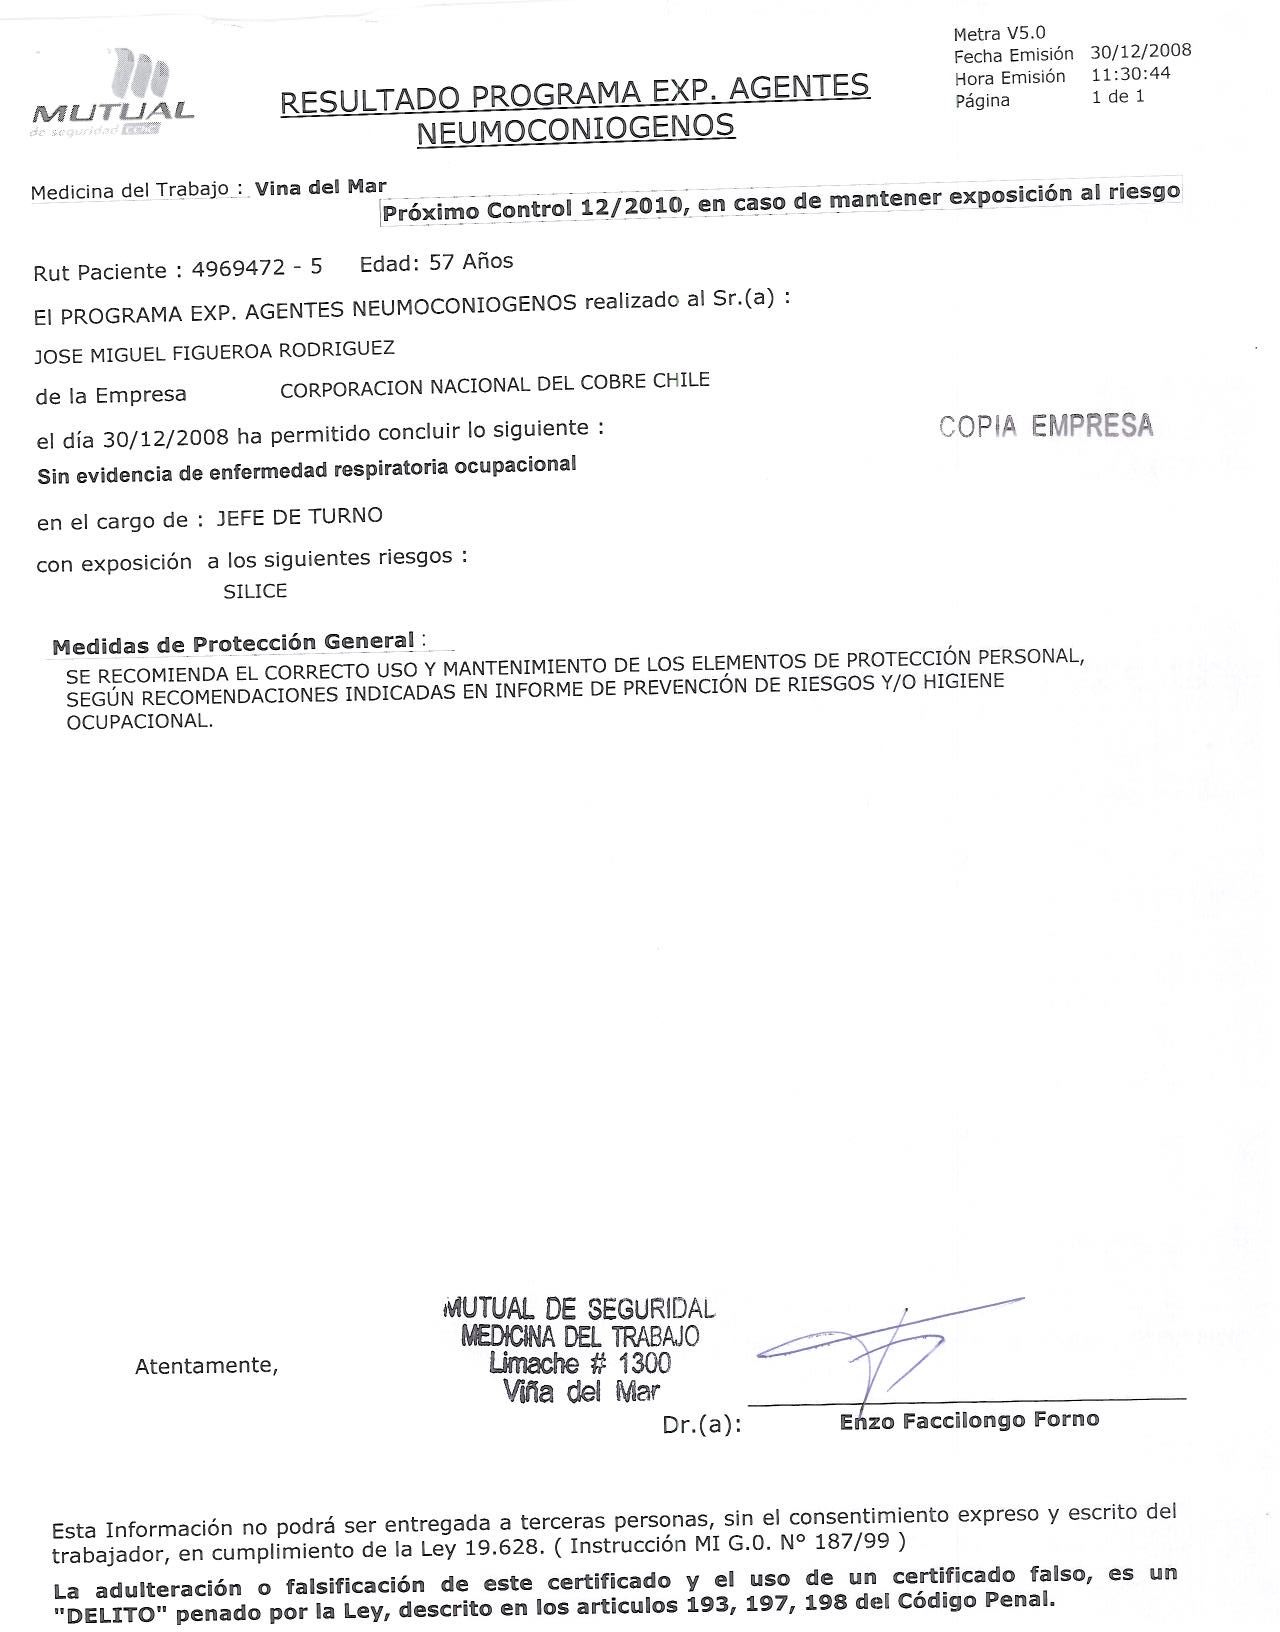 MUTUAL
de seguridad CChC
RESULTADO PROGRAMA EXP. AGENTES
NEUMOCONIOGENOS
Metra V5.0
Fecha Emisión 30/12/2008
Hora Emisión 11:30:44
Página 1 de 1
Medicina del Trabajo : Vina del Mar
Próximo Control 12/2010, en caso de mantener exposición al riesgo
Rut Paciente : 4969472 - 5 Edad: 57 Años
El PROGRAMA EXP. AGENTES NEUMOCONIOGENOS realizado al Sr.(a) :
JOSE MIGUEL FIGUEROA RODRIGUEZ
de la Empresa CORPORACION NACIONAL DEL COBRE CHILE
COPIA EMPRESA
el día 30/12/2008 ha permitido concluir lo siguiente :
Sin evidencia de enfermedad respiratoria ocupacional
en el cargo de : JEFE DE TURNO
con exposición a los siguientes riesgos :
SILICE
Medidas de Protección General :
SE RECOMIENDA EL CORRECTO USO Y MANTENIMIENTO DE LOS ELEMENTOS DE PROTECCIÓN PERSONAL,
SEGÚN RECOMENDACIONES INDICADAS EN INFORME DE PREVENCIÓN DE RIESGOS Y/O HIGIENE
OCUPACIONAL.
MUTUAL DE SEGURIDAL
MEDICINA DEL TRABAJO
Limache # 1300
Viña del Mar
Atentamente,
Dr.(a): Enzo Faccilongo Forno
Esta Información no podrá ser entregada a terceras personas, sin el consentimiento expreso y escrito del
trabajador, en cumplimiento de la Ley 19.628. ( Instrucción MI G.O. Nº 187/99 )
La adulteración o falsificación de este certificado y el uso de un certificado falso, es un
"DELITO" penado por la Ley, descrito en los articulos 193, 197, 198 del Código Penal.